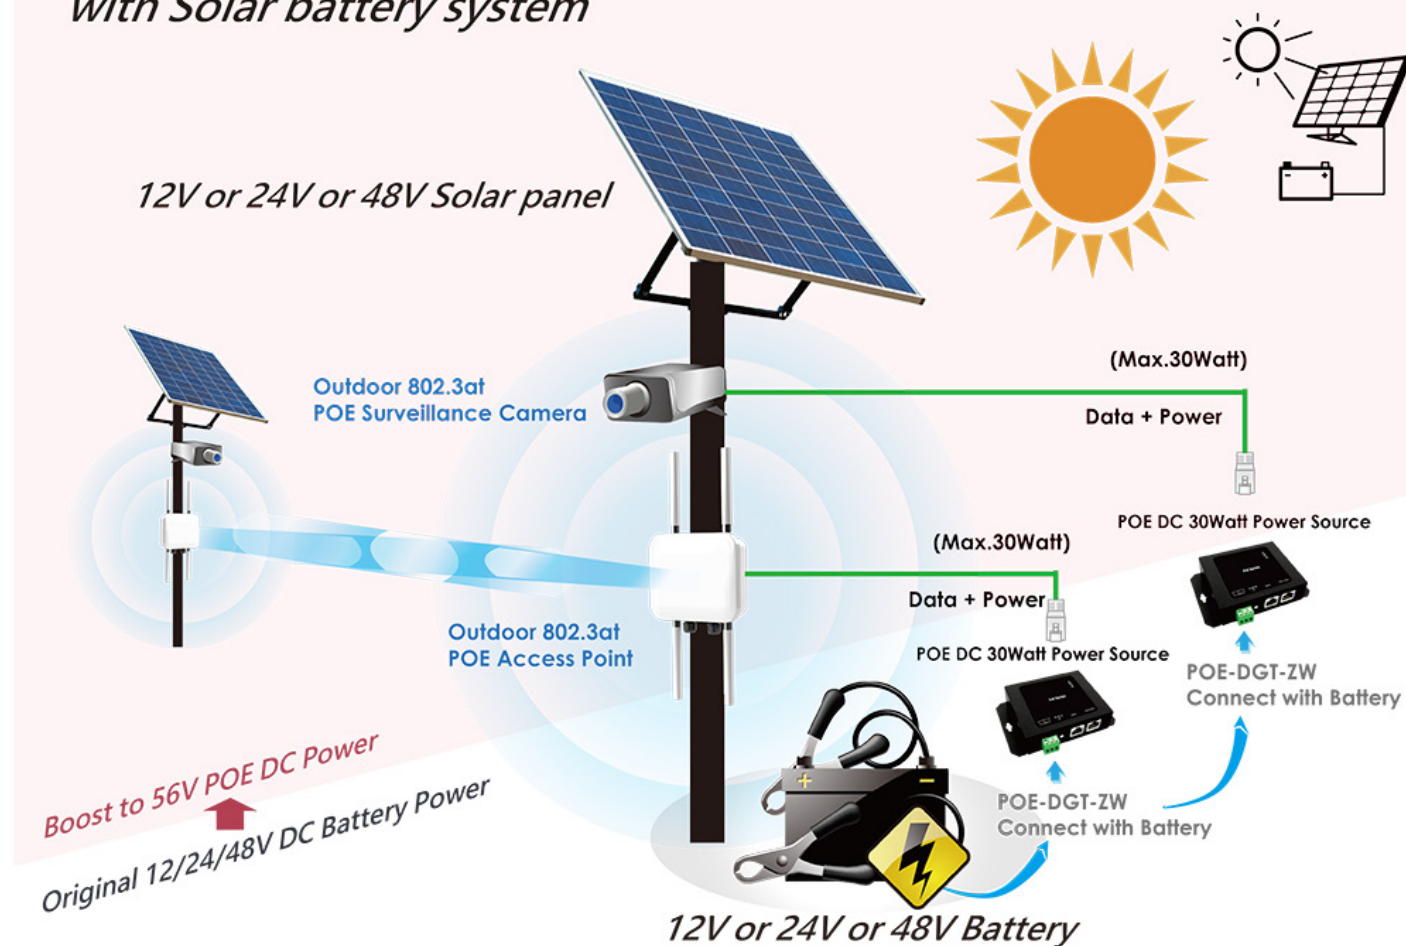 with Solar battery system
12V or 24V or 48V Solar panel
(Max.30Watt)
Outdoor 802.3at
POE Surveillance Camera
Data + Power
POE DC 30Watt Power Source
(Max.30Watt)
Data + Power
Outdoor 802.3at
POE Access Point
POE DC 30Watt Power Source
POE-DGT-ZW
Connect with Battery
Boost to 56V POE DC Power
Original 12/24/48V DC Battery Power
+ −
POE-DGT-ZW
Connect with Battery
12V or 24V or 48V Battery